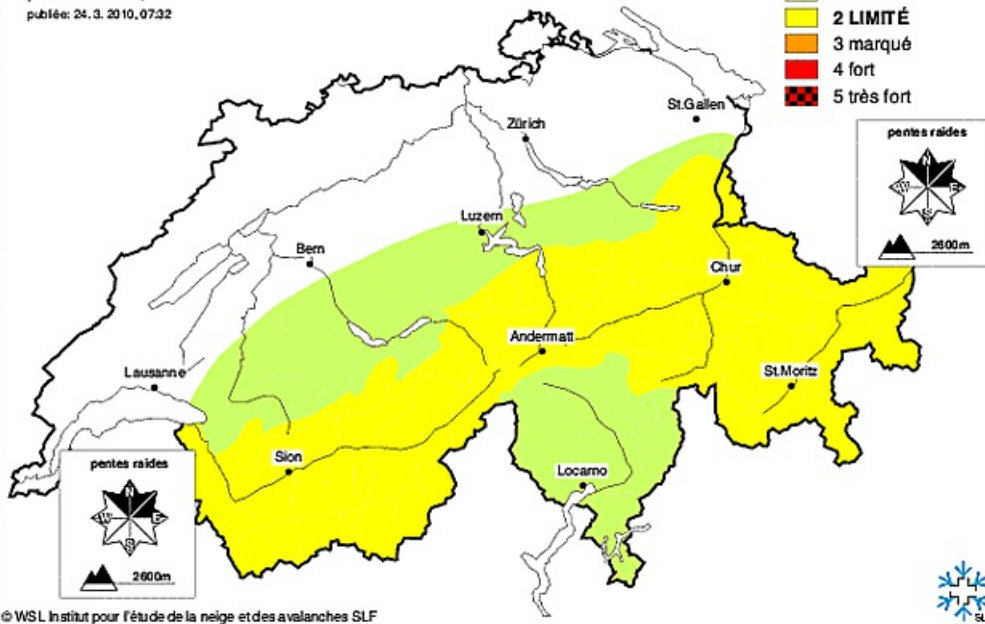 publiée: 24. 3. 2010, 07:32
2 LIMITÉ
3 marqué
4 fort
5 très fort
St.Gallen
Zürich
pentes raides
N
W E
S
2600m
Luzern
Bern
Chur
Andermatt
Lausanne
St.Moritz
Sion
Locarno
pentes raides
N
W E
S
2600m
© WSL Institut pour l'étude de la neige et des avalanches SLF
SL